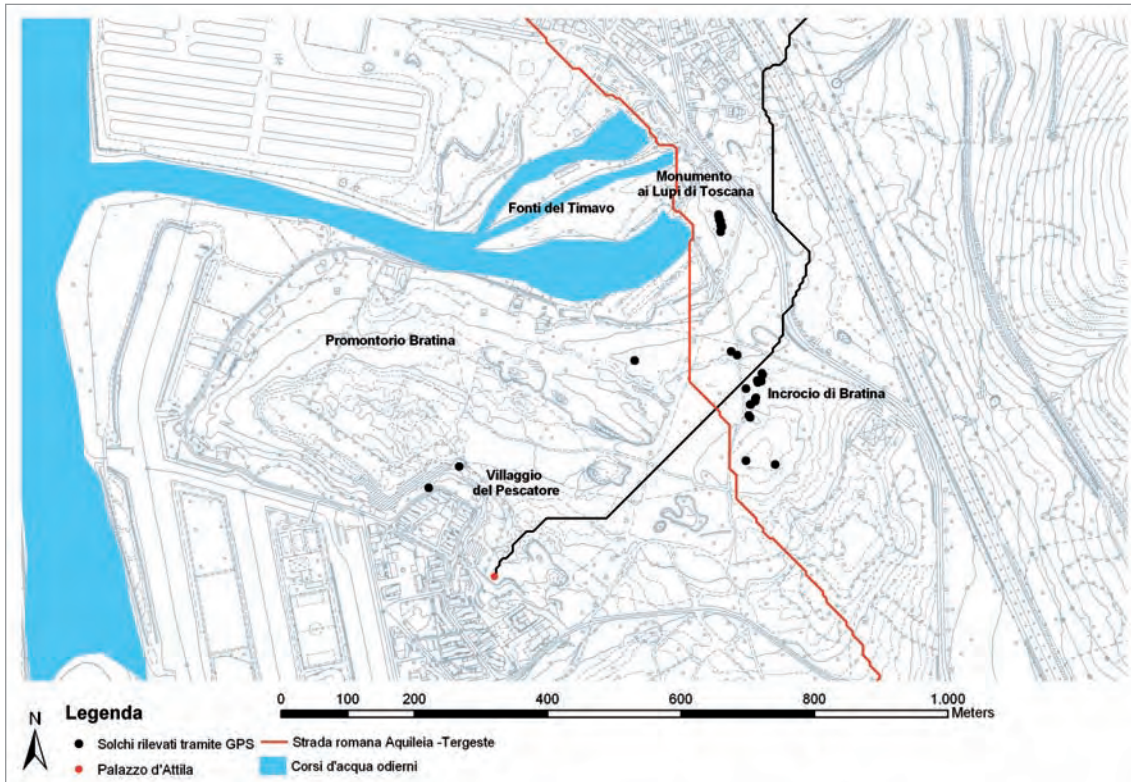 Monumento
ai Lupi di Toscana
Fonti del Timavo
Promontorio Bratina
Incrocio di Bratina
Villaggio
del Pescatore
0 100 200 400 600 800 1.000
Meters
N
Legenda
Solchi rilevati tramite GPS
Strada romana Aquileia -Tergeste
Palazzo d'Attila
Corsi d'acqua odierni